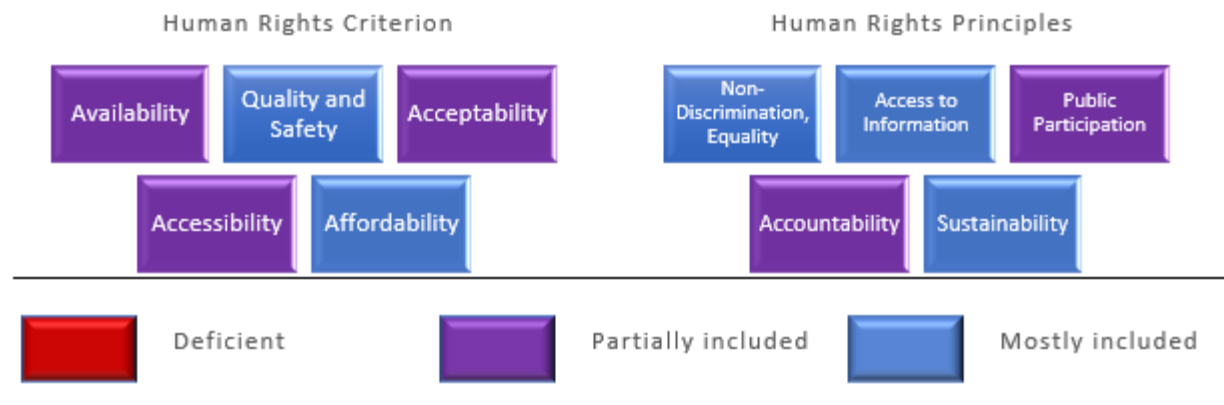 Human Rights Criterion
Human Rights Principles
Availability
Quality and
Safety
Acceptability
Non-
Discrimination,
Equality
Access to
Information
Public
Participation
Accessibility
Affordability
Accountability
Sustainability
Deficient
Partially included
Mostly included